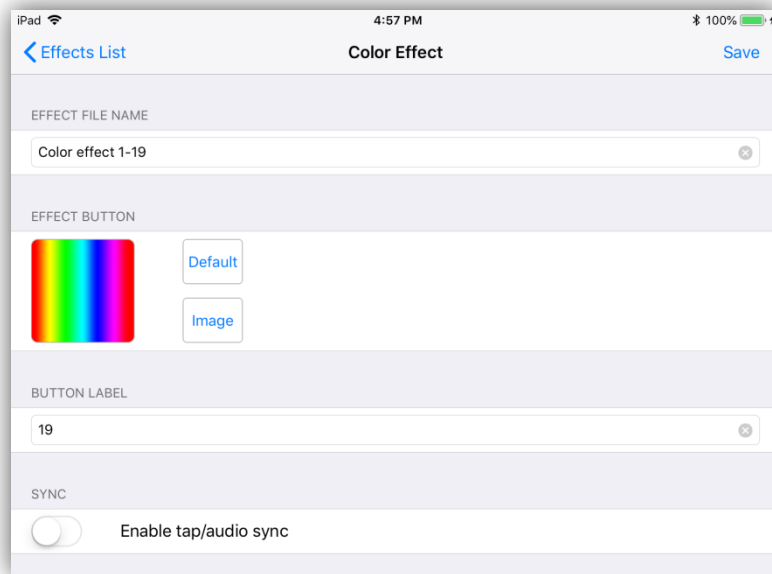 iPad 4:57 PM 100%
Effects List Color Effect Save
EFFECT FILE NAME
Color effect 1-19
EFFECT BUTTON
Default
Image
BUTTON LABEL
19
SYNC
Enable tap/audio sync